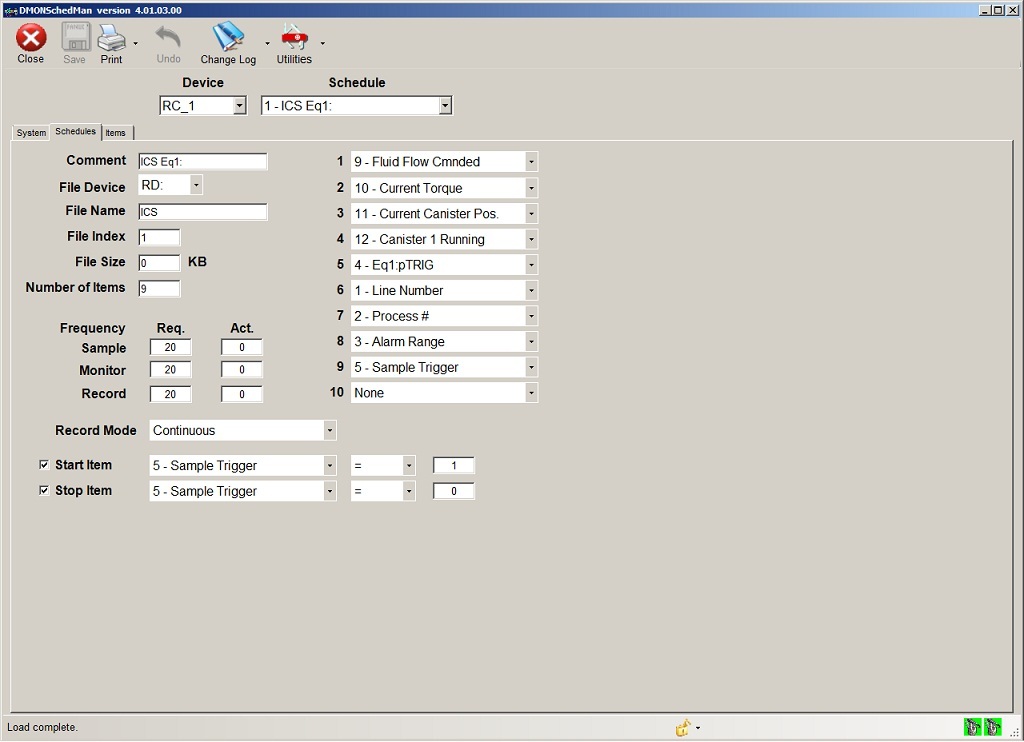 DMONSchedMan version 4.01.03.00
Close Save Print Undo Change Log Utilities
Device Schedule
RC_1 1 - ICS Eq1:
System Schedules Items
Comment ICS Eq1:
File Device RD:
File Name ICS
File Index 1
File Size 0 KB
Number of Items 9
Frequency Req. Act.
Sample 20 0
Monitor 20 0
Record 20 0
1 9 - Fluid Flow Cmnded
2 10 - Current Torque
3 11 - Current Canister Pos.
4 12 - Canister 1 Running
5 4 - Eq1:pTRIG
6 1 - Line Number
7 2 - Process #
8 3 - Alarm Range
9 5 - Sample Trigger
10 None
Record Mode Continuous
Start Item 5 - Sample Trigger = 1
Stop Item 5 - Sample Trigger = 0
Load complete.